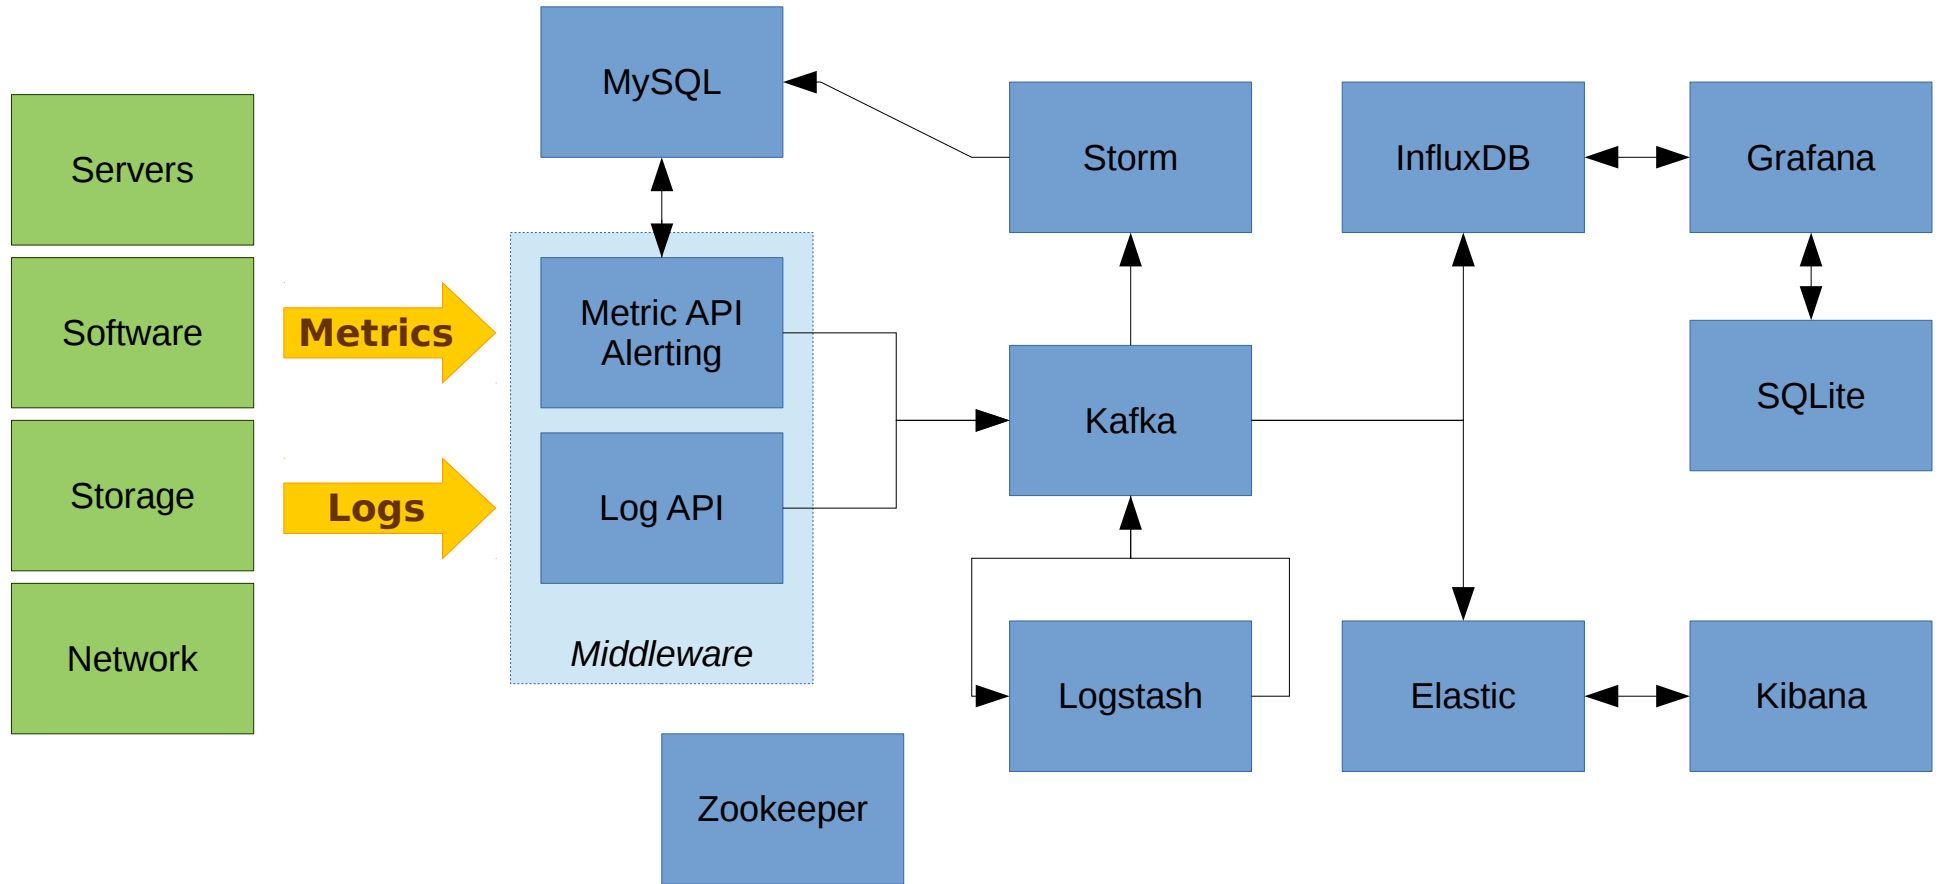 Servers
Software
Storage
Network
Metrics
Logs
MySQL
Metric API
Alerting
Log API
Middleware
Zookeeper
Storm
Kafka
Logstash
InfluxDB
Elastic
Grafana
SQLite
Kibana